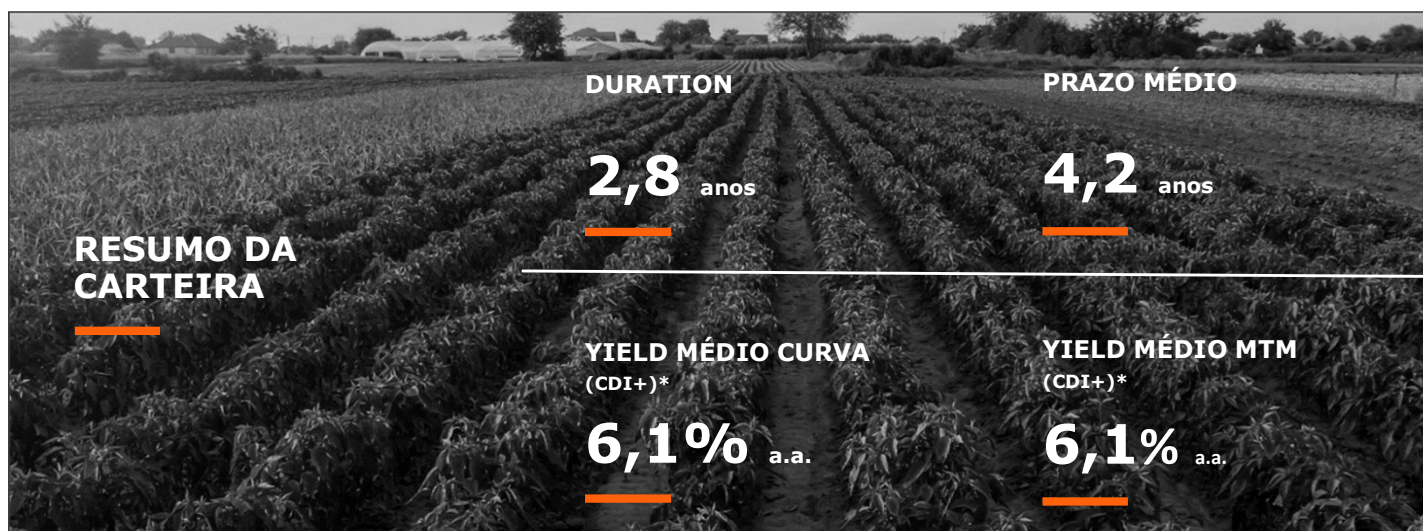 RESUMO DA
CARTEIRA
DURATION
2,8 anos
PRAZO MÉDIO
4,2 anos
YIELD MÉDIO CURVA
(CDI+)*
6,1% a.a.
YIELD MÉDIO MTM
(CDI+)*
6,1% a.a.